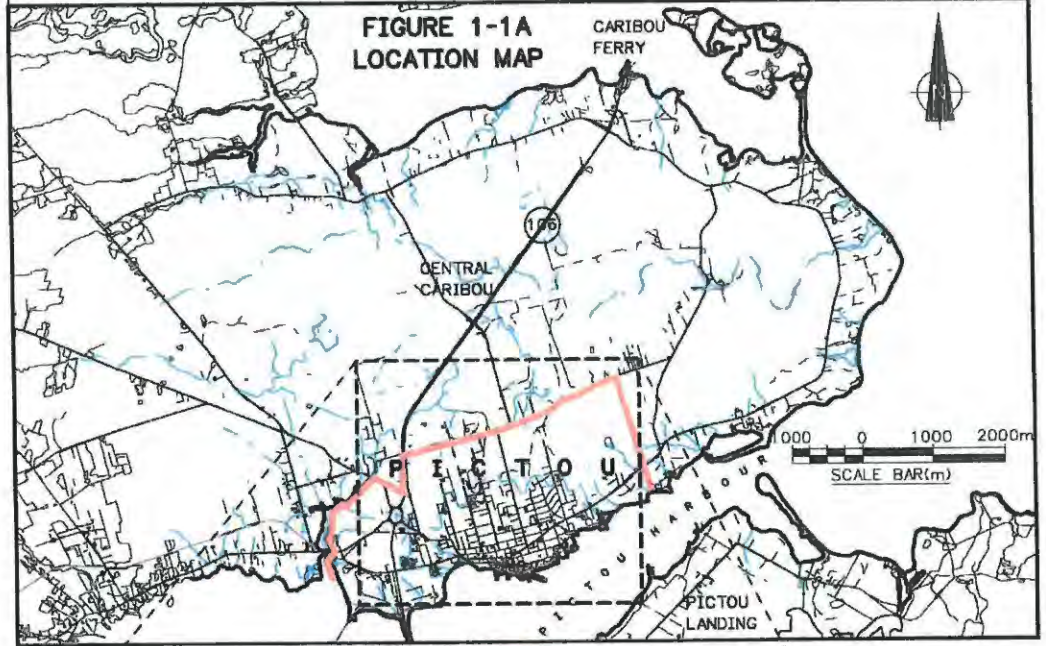 FIGURE 1-1A
LOCATION MAP
CARIBOU
FERRY
N
106
CENTRAL
CARIBOU
PICTOU
1000 0 1000 2000m
SCALE BAR(m)
PICTOU HARBOUR
PICTOU
LANDING